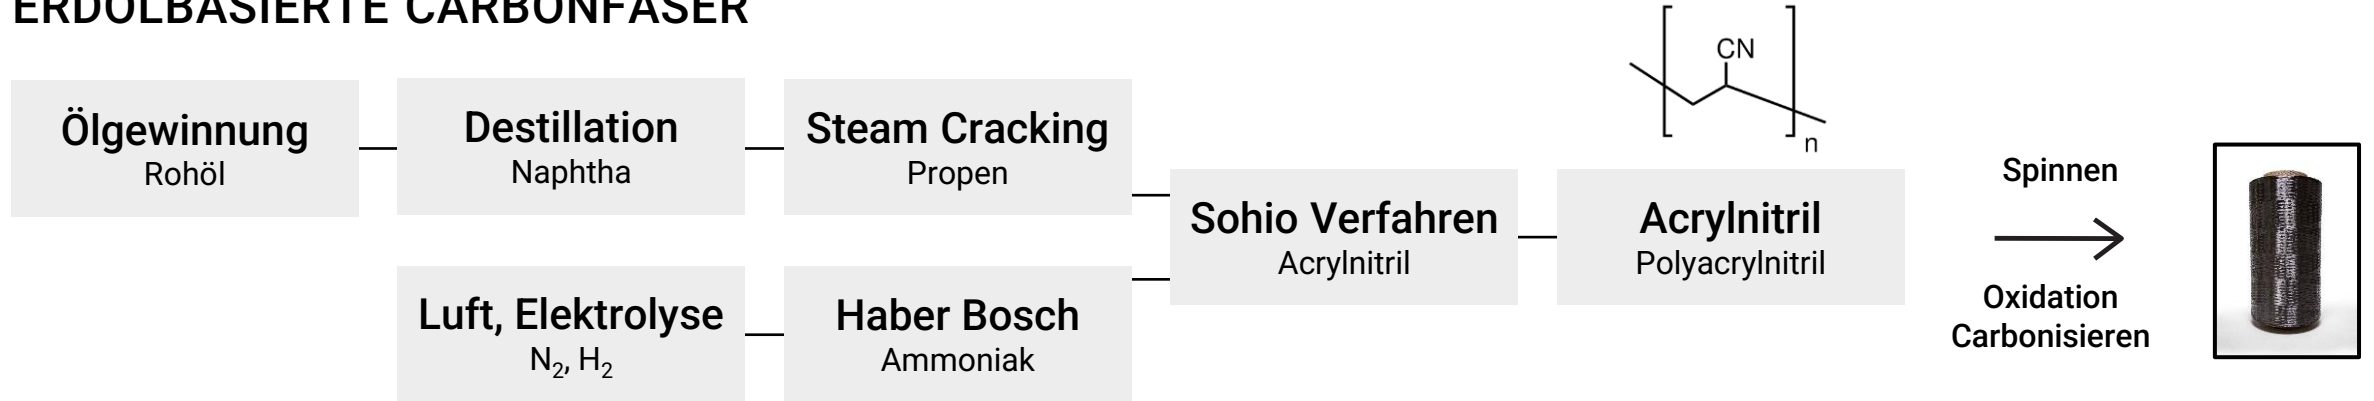 ERDÖLBASIERTE CARBONFASER
Ölgewinnung
Rohöl
Destillation
Naphtha
Steam Cracking
Propen
Luft, Elektrolyse
N₂, H₂
Haber Bosch
Ammoniak
Sohio Verfahren
Acrylnitril
CN
n
Acrylnitril
Polyacrylnitril
Spinnen
Oxidation
Carbonisieren